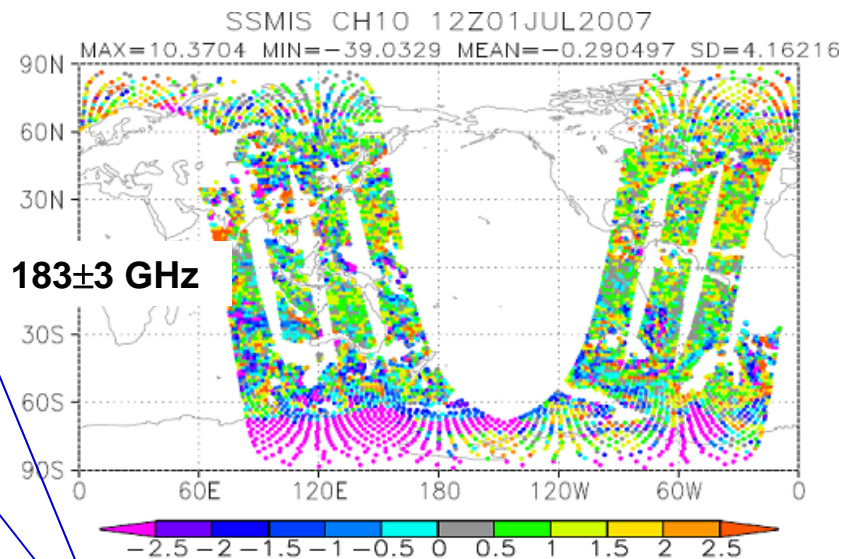 SSMIS CH10 12Z01JUL2007
MAX=10.3704 MIN=−39.0329 MEAN=−0.290497 SD=4.16216
90N
60N
30N
183±3 GHz
30S
60S
90S
0 60E 120E 180 120W 60W 0
−2.5 −2 −1.5 −1 −0.5 0 0.5 1 1.5 2 2.5